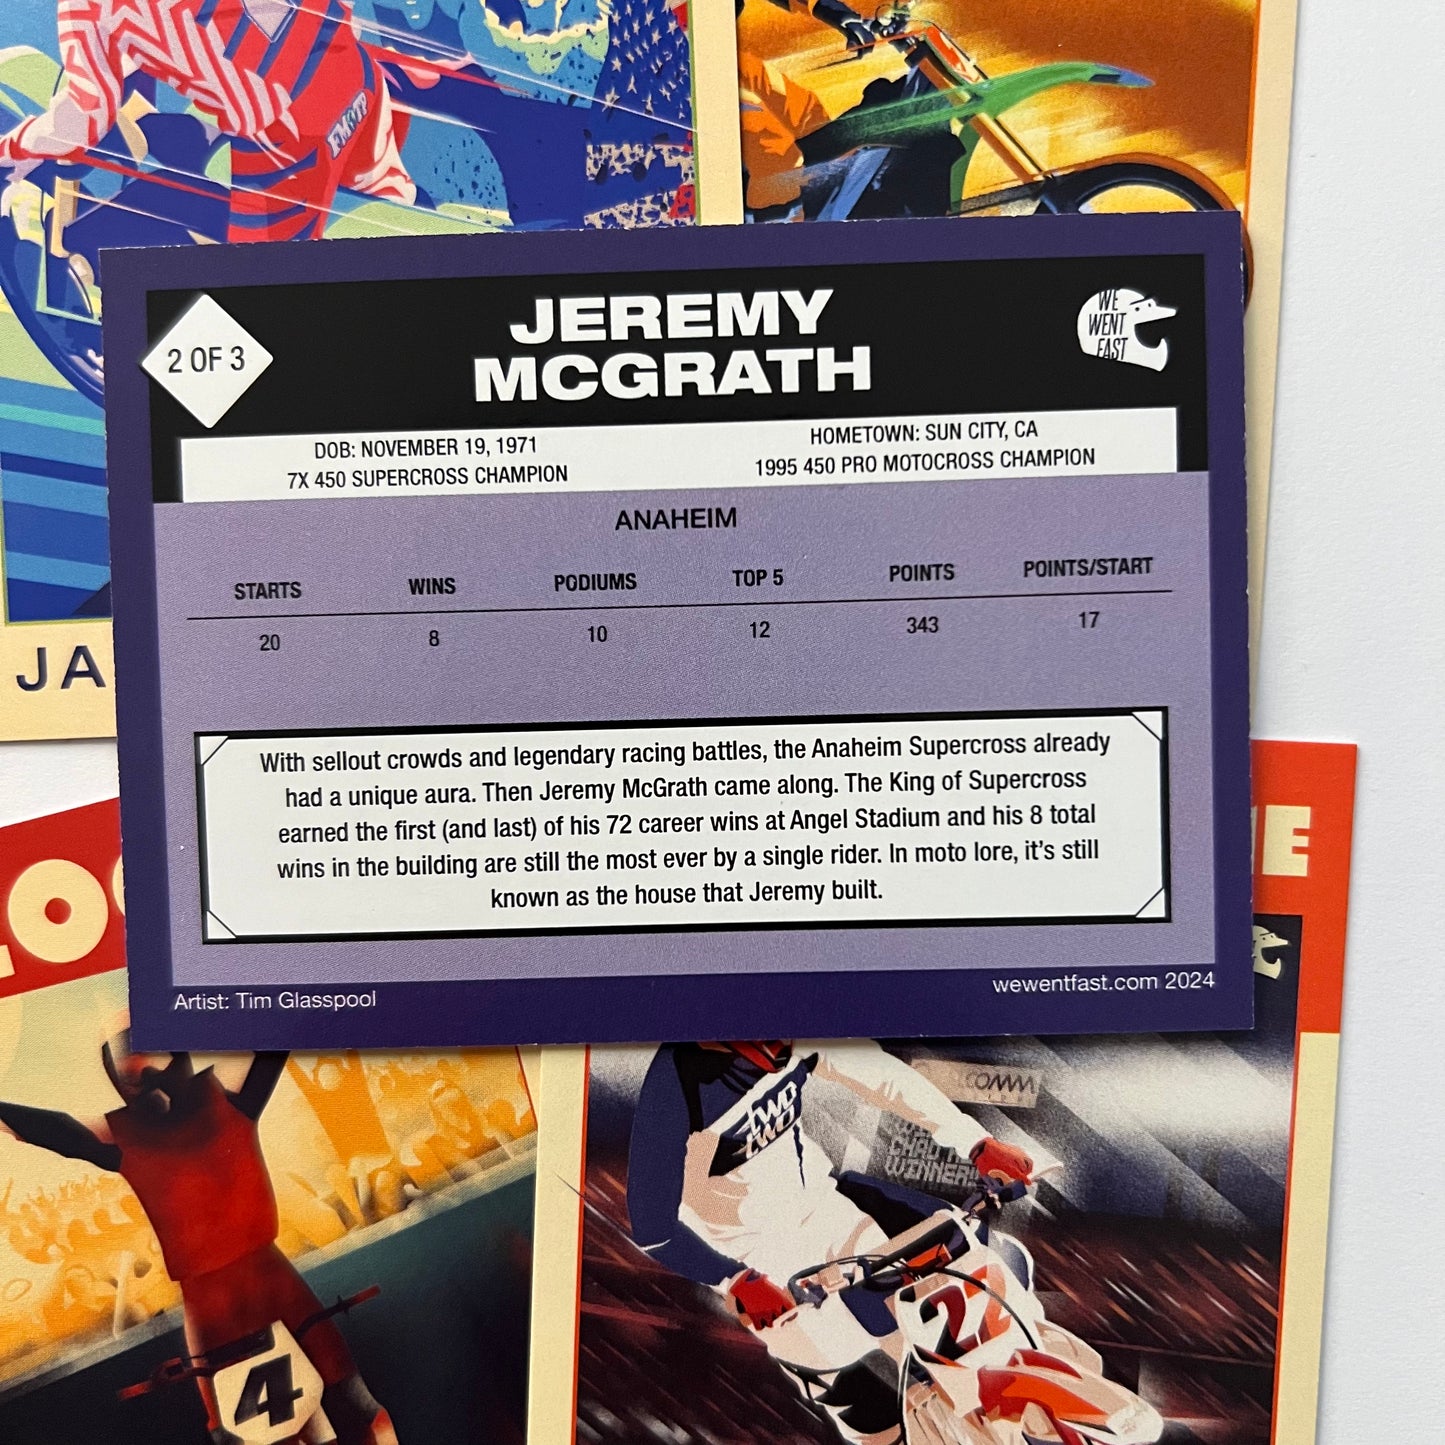 FMF
2 OF 3
JEREMY
MCGRATH
WE
WENT
FAST
DOB: NOVEMBER 19, 1971
HOMETOWN: SUN CITY, CA
7X 450 SUPERCROSS CHAMPION
1995 450 PRO MOTOCROSS CHAMPION
ANAHEIM
STARTS WINS PODIUMS TOP 5 POINTS POINTS/START
20 8 10 12 343 17
With sellout crowds and legendary racing battles, the Anaheim Supercross already
had a unique aura. Then Jeremy McGrath came along. The King of Supercross
earned the first (and last) of his 72 career wins at Angel Stadium and his 8 total
wins in the building are still the most ever by a single rider. In moto lore, it's still
known as the house that Jeremy built.
Artist: Tim Glasspool
wewentfast.com 2024
JA
TWO
TWO
WINNER!!
22
4